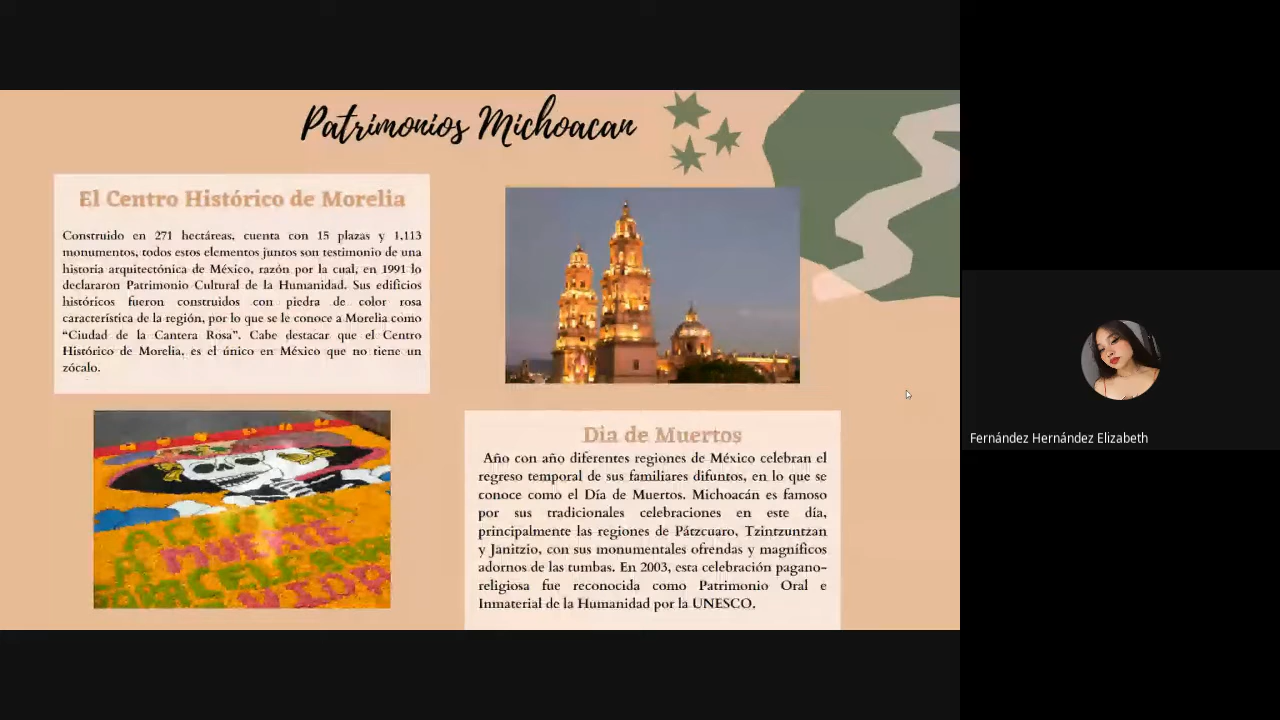 Patrimonios Michoacan
El Centro Histórico de Morelia
Construido en 271 hectáreas, cuenta con 15 plazas y 1,113
monumentos, todos estos elementos juntos son testimonio de una
historia arquitectónica de México, razón por la cual, en 1991 lo
declararon Patrimonio Cultural de la Humanidad. Sus edificios
históricos fueron construidos con piedra de color rosa
característica de la región, por lo que se le conoce a Morelia como
“Ciudad de la Cantera Rosa”. Cabe destacar que el Centro
Histórico de Morelia, es el único en México que no tiene un
zócalo.
MUERTE
Dia de Muertos
Año con año diferentes regiones de México celebran el
regreso temporal de sus familiares difuntos, en lo que se
conoce como el Día de Muertos. Michoacán es famoso
por sus tradicionales celebraciones en este día,
principalmente las regiones de Pátzcuaro, Tzintzuntzan
y Janitzio, con sus monumentales ofrendas y magníficos
adornos de las tumbas. En 2003, esta celebración pagano-
religiosa fue reconocida como Patrimonio Oral e
Inmaterial de la Humanidad por la UNESCO.
Fernández Hernández Elizabeth